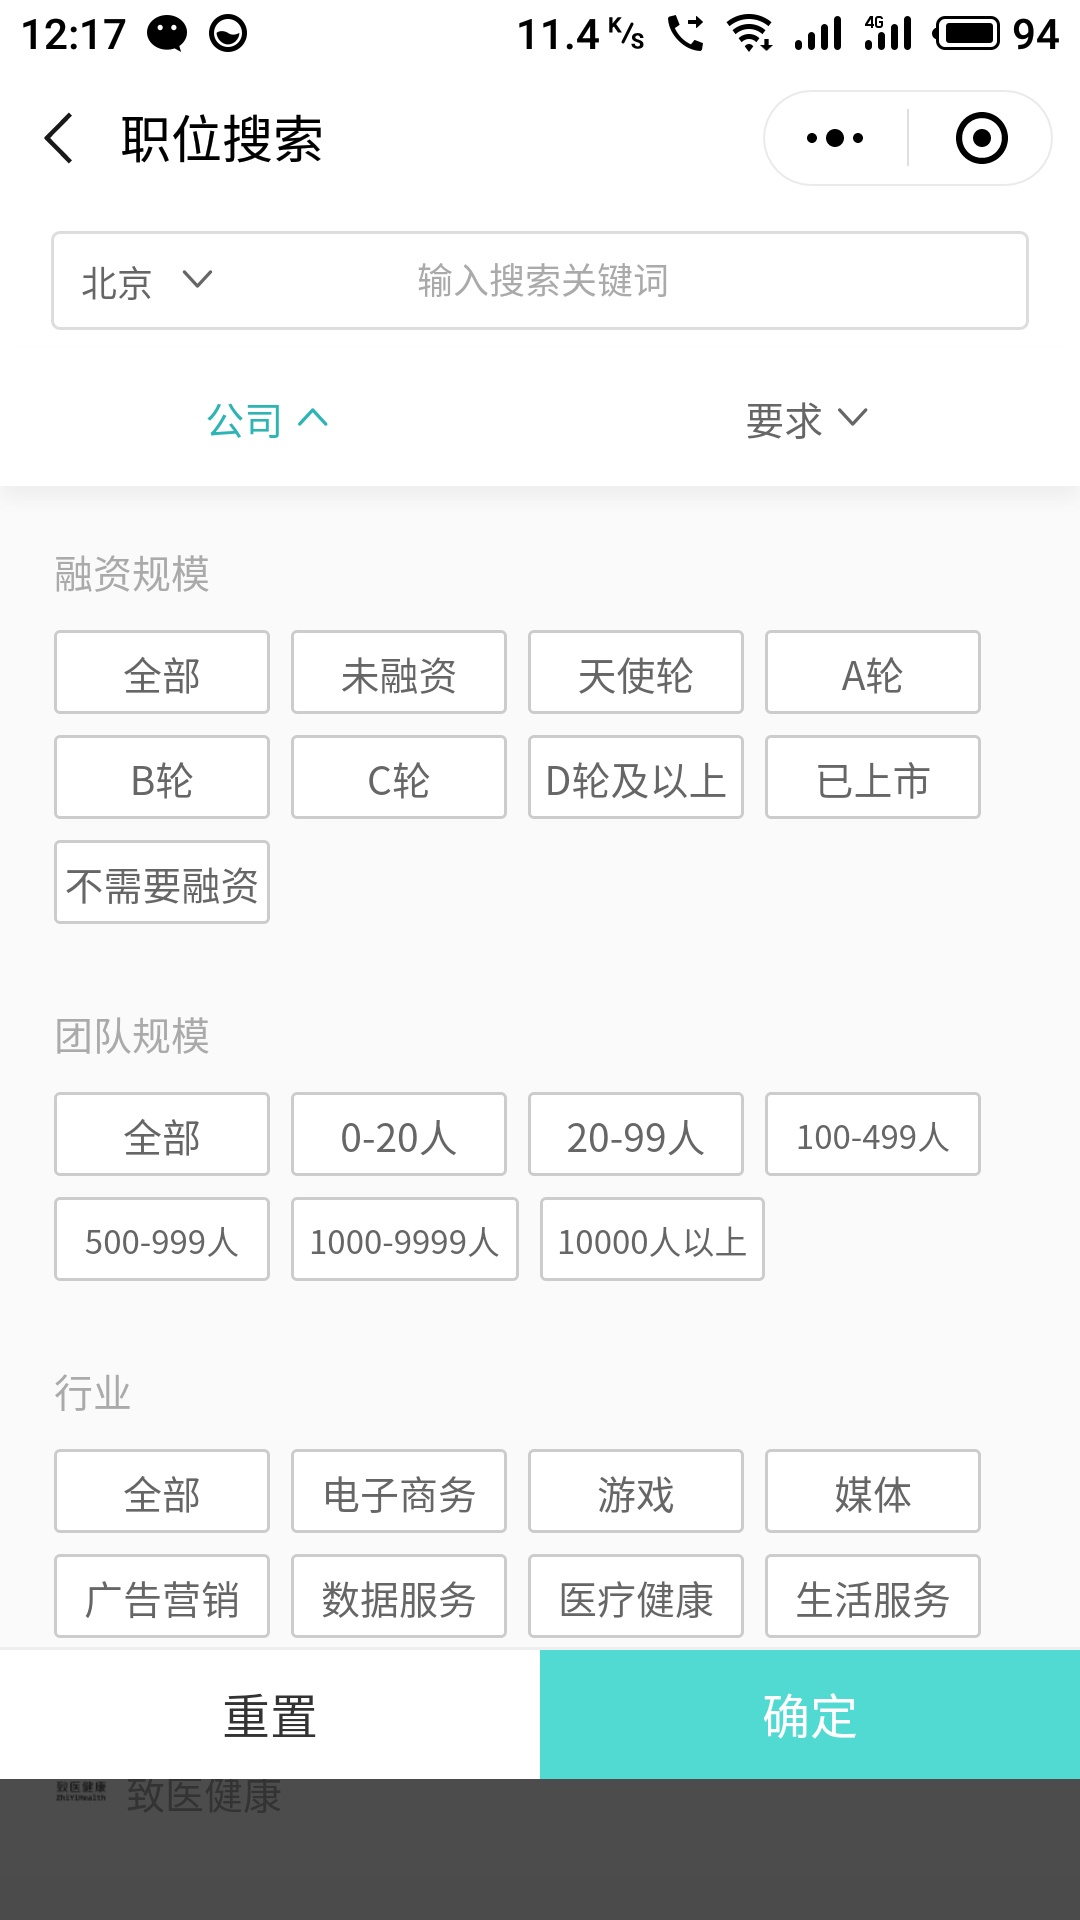 12:17 11.4 K/s 4G 94
职位搜索
北京 输入搜索关键词
公司 要求
融资规模
全部 未融资 天使轮 A轮
B轮 C轮 D轮及以上 已上市
不需要融资
团队规模
全部 0-20人 20-99人 100-499人
500-999人 1000-9999人 10000人以上
行业
全部 电子商务 游戏 媒体
广告营销 数据服务 医疗健康 生活服务
重置 确定
致医健康 致医健康
ZhiYiHealth